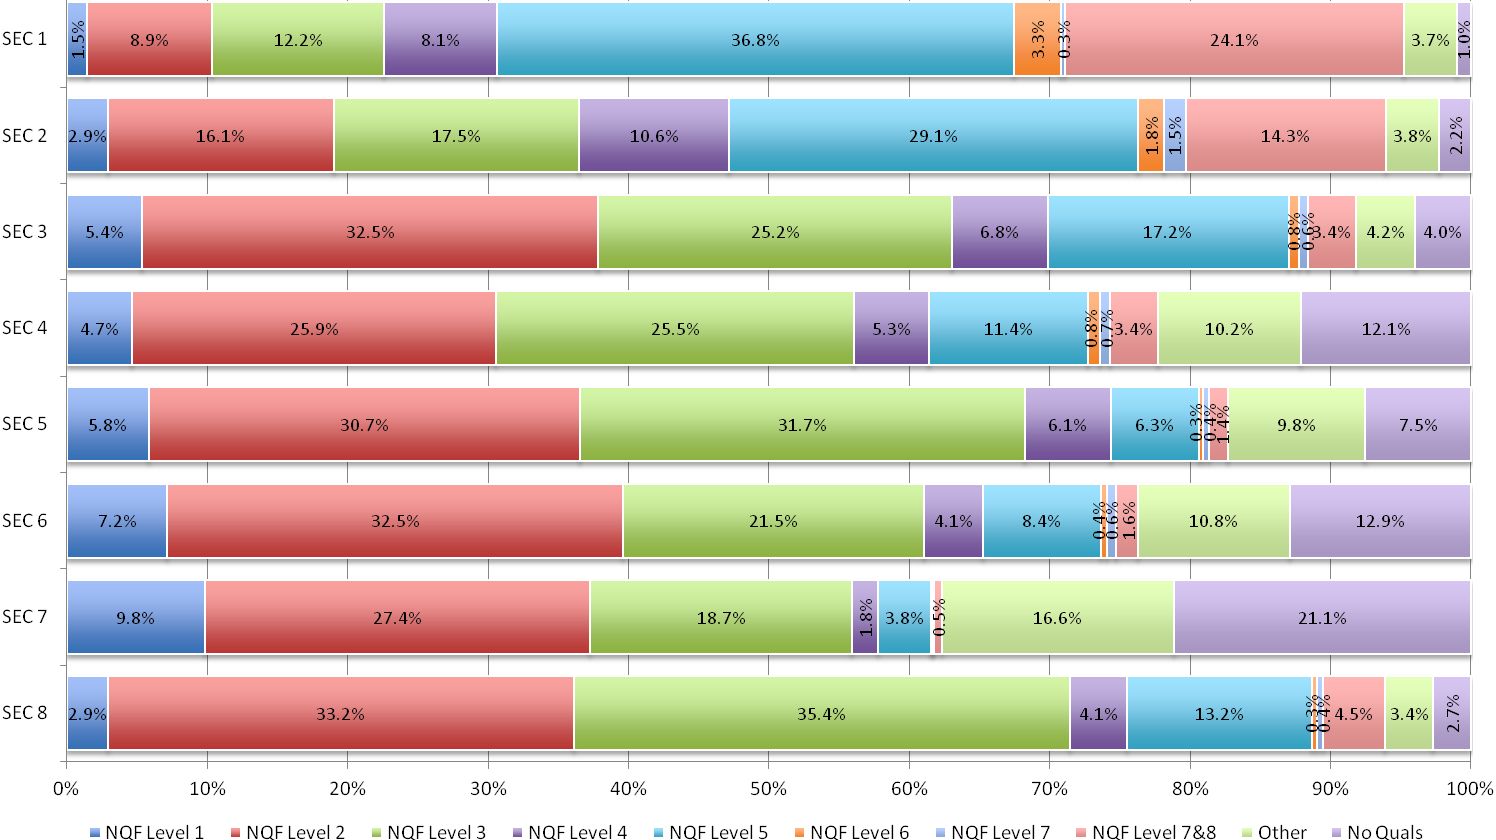 SEC 1 1.5% 8.9% 12.2% 8.1% 36.8% 3.3% 0.3% 24.1% 3.7% 1.0%
SEC 2 2.9% 16.1% 17.5% 10.6% 29.1% 1.8% 1.5% 14.3% 3.8% 2.2%
SEC 3 5.4% 32.5% 25.2% 6.8% 17.2% 0.8% 0.6% 3.4% 4.2% 4.0%
SEC 4 4.7% 25.9% 25.5% 5.3% 11.4% 0.8% 0.7% 3.4% 10.2% 12.1%
SEC 5 5.8% 30.7% 31.7% 6.1% 6.3% 0.3% 0.4% 1.4% 9.8% 7.5%
SEC 6 7.2% 32.5% 21.5% 4.1% 8.4% 0.4% 0.6% 1.6% 10.8% 12.9%
SEC 7 9.8% 27.4% 18.7% 1.8% 3.8% 0.5% 16.6% 21.1%
SEC 8 2.9% 33.2% 35.4% 4.1% 13.2% 0.3% 0.4% 4.5% 3.4% 2.7%
0% 10% 20% 30% 40% 50% 60% 70% 80% 90% 100%
NQF Level 1 NQF Level 2 NQF Level 3 NQF Level 4 NQF Level 5 NQF Level 6 NQF Level 7 NQF Level 7&8 Other No Quals